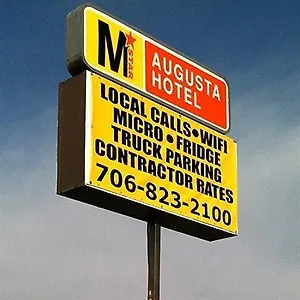 M STAR
AUGUSTA
HOTEL
LOCAL CALLS•WIFI
MICRO•FRIDGE
TRUCK PARKING
CONTRACTOR RATES
706-823-2100